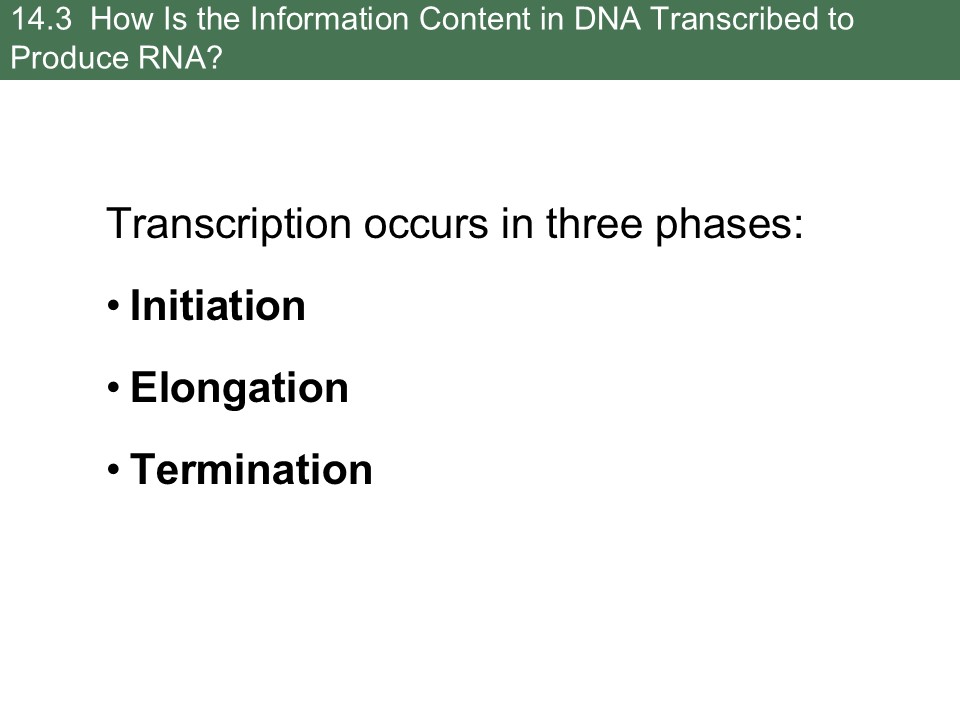 14.3  How Is the Information Content in DNA Transcribed to
Produce RNA?
Transcription occurs in three phases:
• Initiation
• Elongation
• Termination